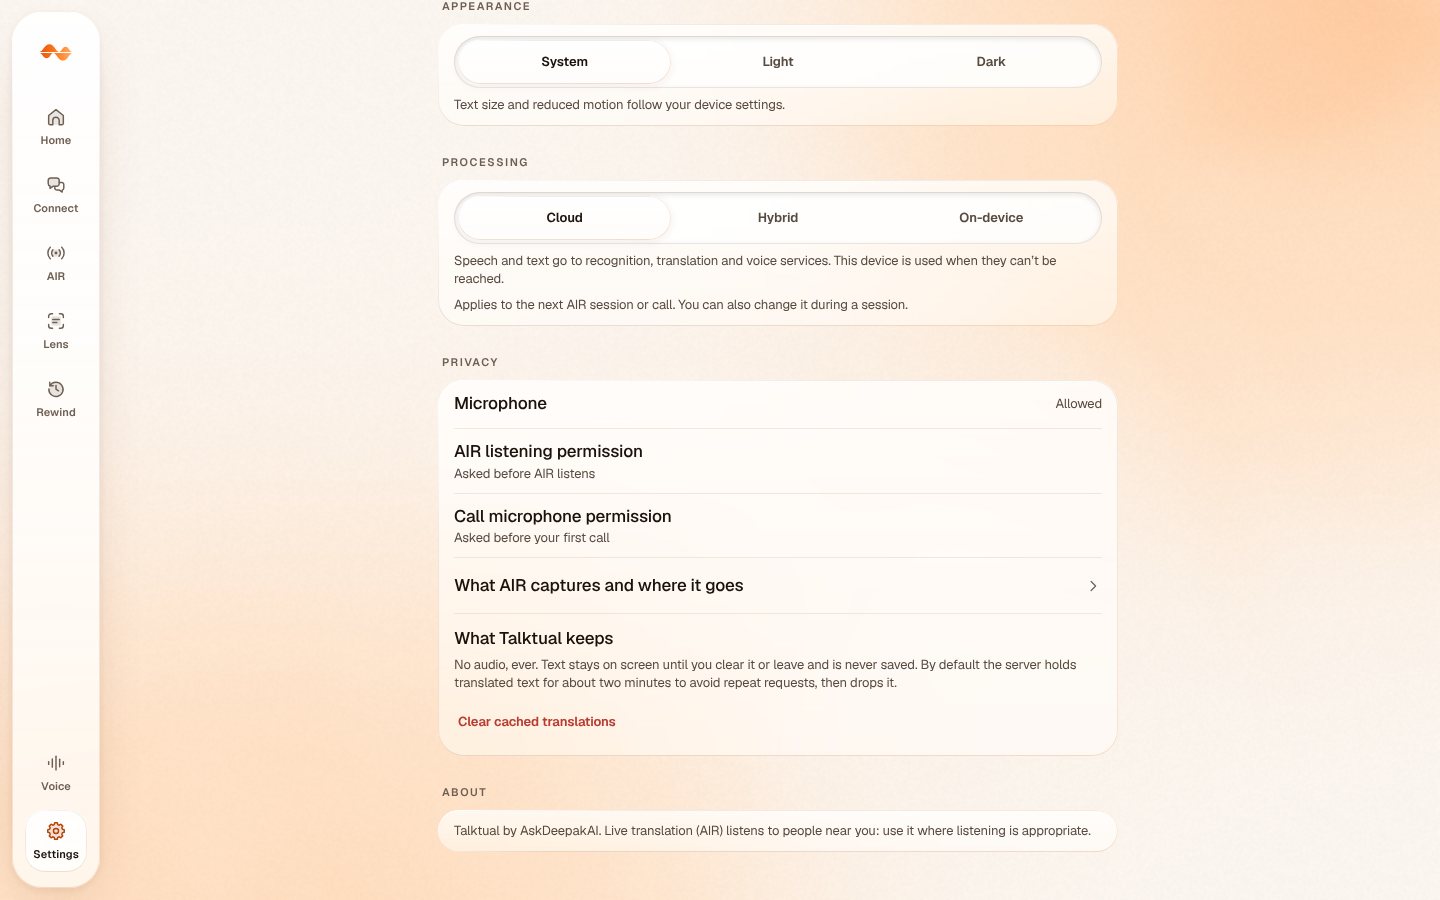 APPEARANCE
System
Light
Dark
Text size and reduced motion follow your device settings.
PROCESSING
Cloud
Hybrid
On-device
Speech and text go to recognition, translation and voice services. This device is used when they can’t be
reached.
Applies to the next AIR session or call. You can also change it during a session.
PRIVACY
Microphone
Allowed
AIR listening permission
Asked before AIR listens
Call microphone permission
Asked before your first call
What AIR captures and where it goes
What Talktual keeps
No audio, ever. Text stays on screen until you clear it or leave and is never saved. By default the server holds
translated text for about two minutes to avoid repeat requests, then drops it.
Clear cached translations
ABOUT
Talktual by AskDeepakAI. Live translation (AIR) listens to people near you: use it where listening is appropriate.
Home
Connect
AIR
Lens
Rewind
Voice
Settings